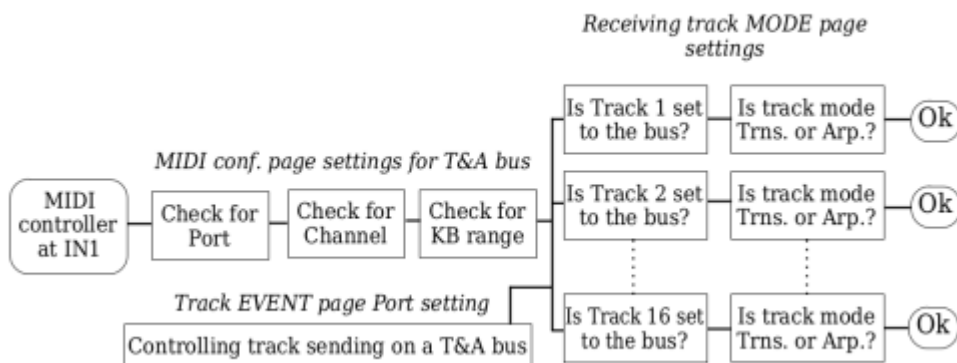 Receiving track MODE page
settings
Is Track 1 set
to the bus?
Is track mode
Trns. or Arp.?
Ok
MIDI conf. page settings for T&A bus
MIDI
controller
at IN1
Check for
Port
Check for
Channel
Check for
KB range
Is Track 2 set
to the bus?
Is track mode
Trns. or Arp.?
Ok
Track EVENT page Port setting
Controlling track sending on a T&A bus
Is Track 16 set
to the bus?
Is track mode
Trns. or Arp.?
Ok